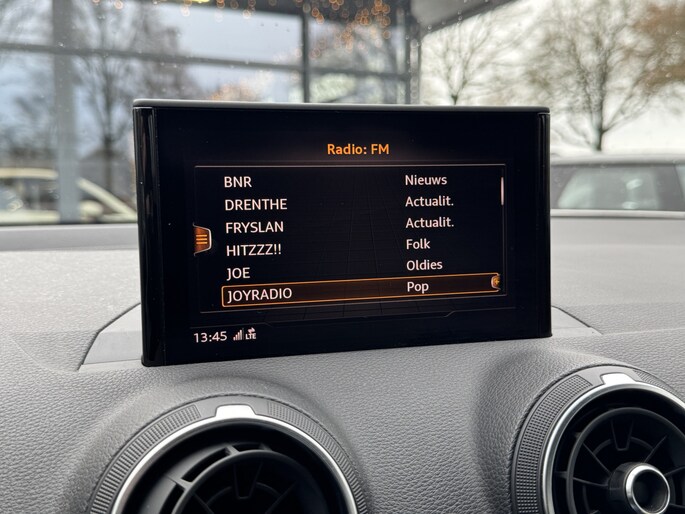 Radio: FM
BNR Nieuws
DRENTHE Actualit.
FRYSLAN Actualit.
HITZZZ!! Folk
JOE Oldies
JOYRADIO Pop
13:45 LTE